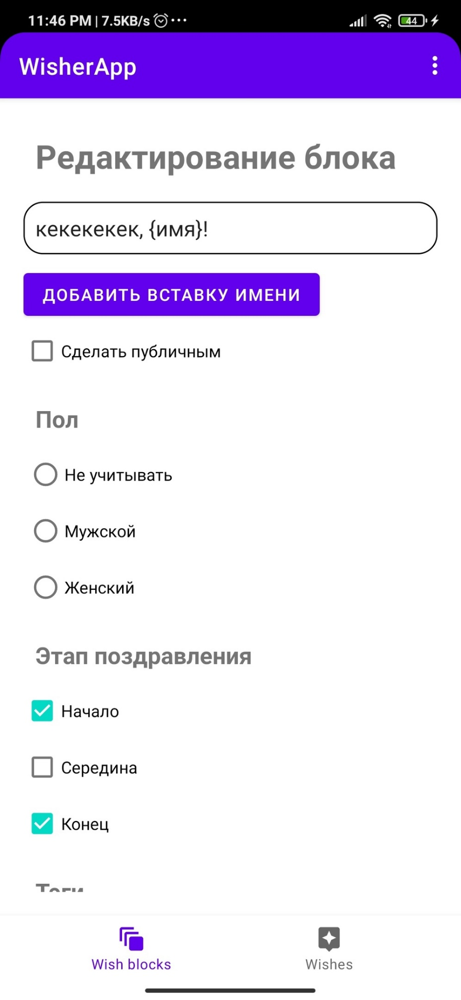 11:46 PM | 7.5KB/s ... 44
WisherApp
Редактирование блока
кекекекек, {имя}!
ДОБАВИТЬ ВСТАВКУ ИМЕНИ
Сделать публичным
Пол
Не учитывать
Мужской
Женский
Этап поздравления
Начало
Середина
Конец
Теги
Wish blocks
Wishes